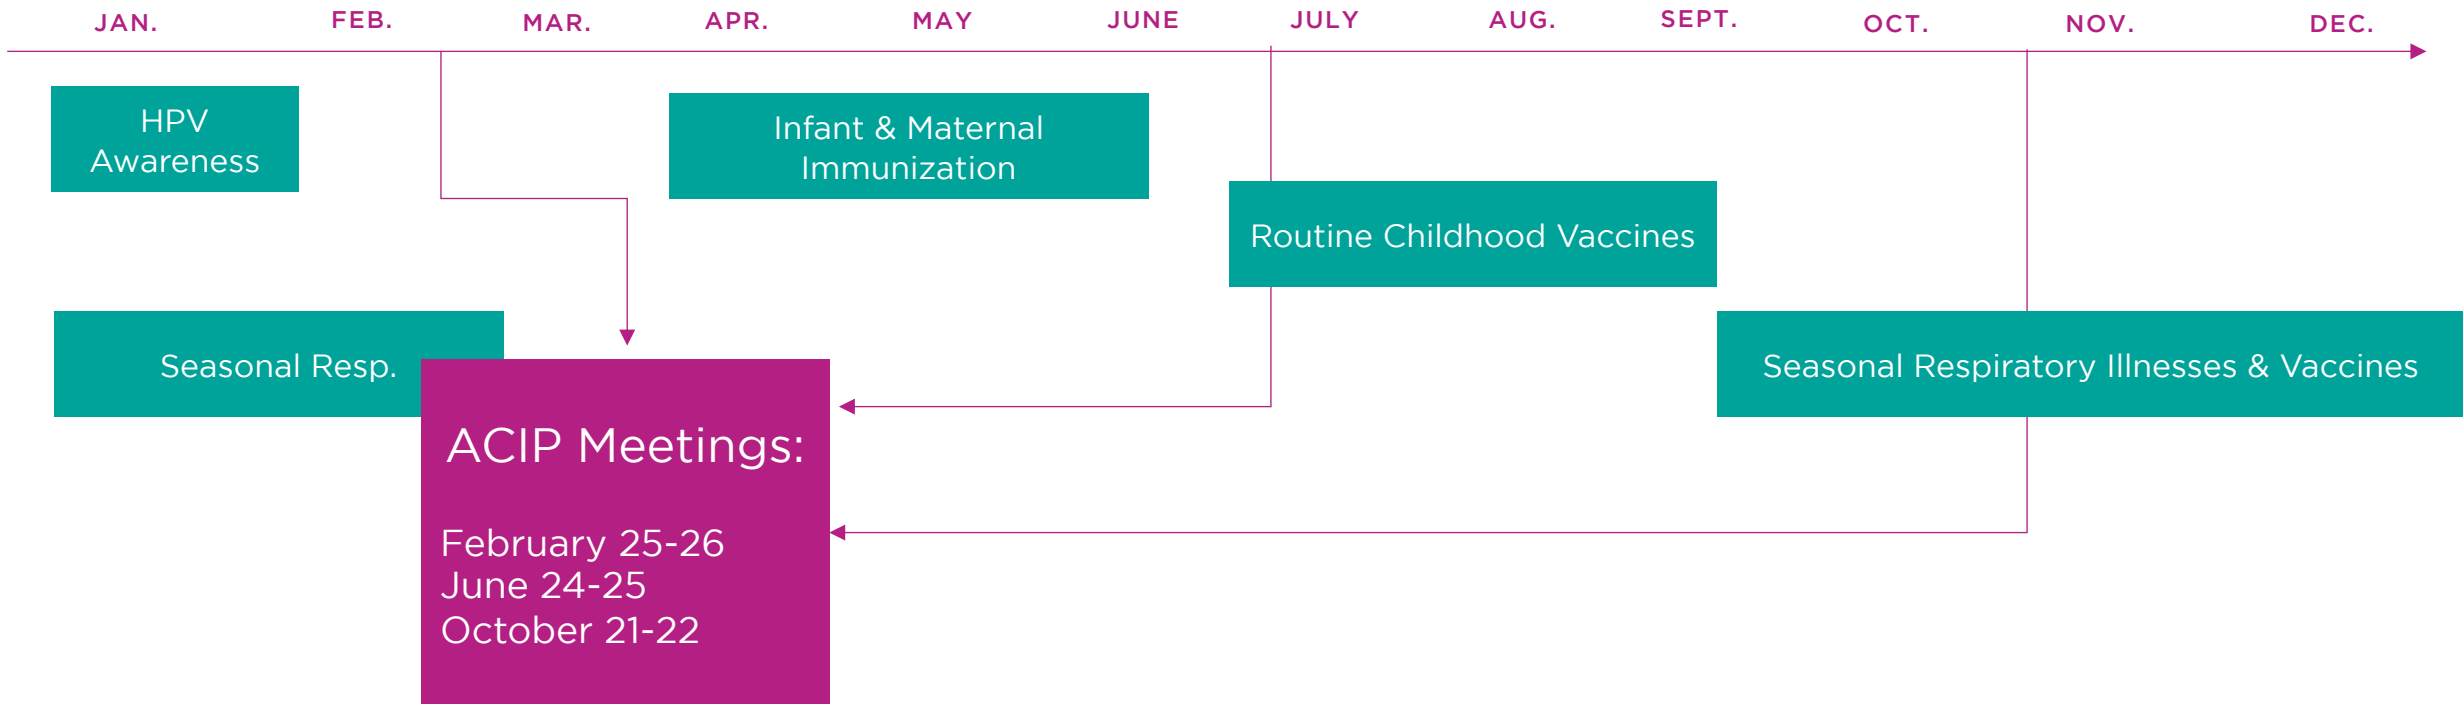 JAN. FEB. MAR. APR. MAY JUNE JULY AUG. SEPT. OCT. NOV. DEC.
HPV
Awareness
Infant & Maternal
Immunization
Routine Childhood Vaccines
Seasonal Resp.
Seasonal Respiratory Illnesses & Vaccines
ACIP Meetings:
February 25-26
June 24-25
October 21-22